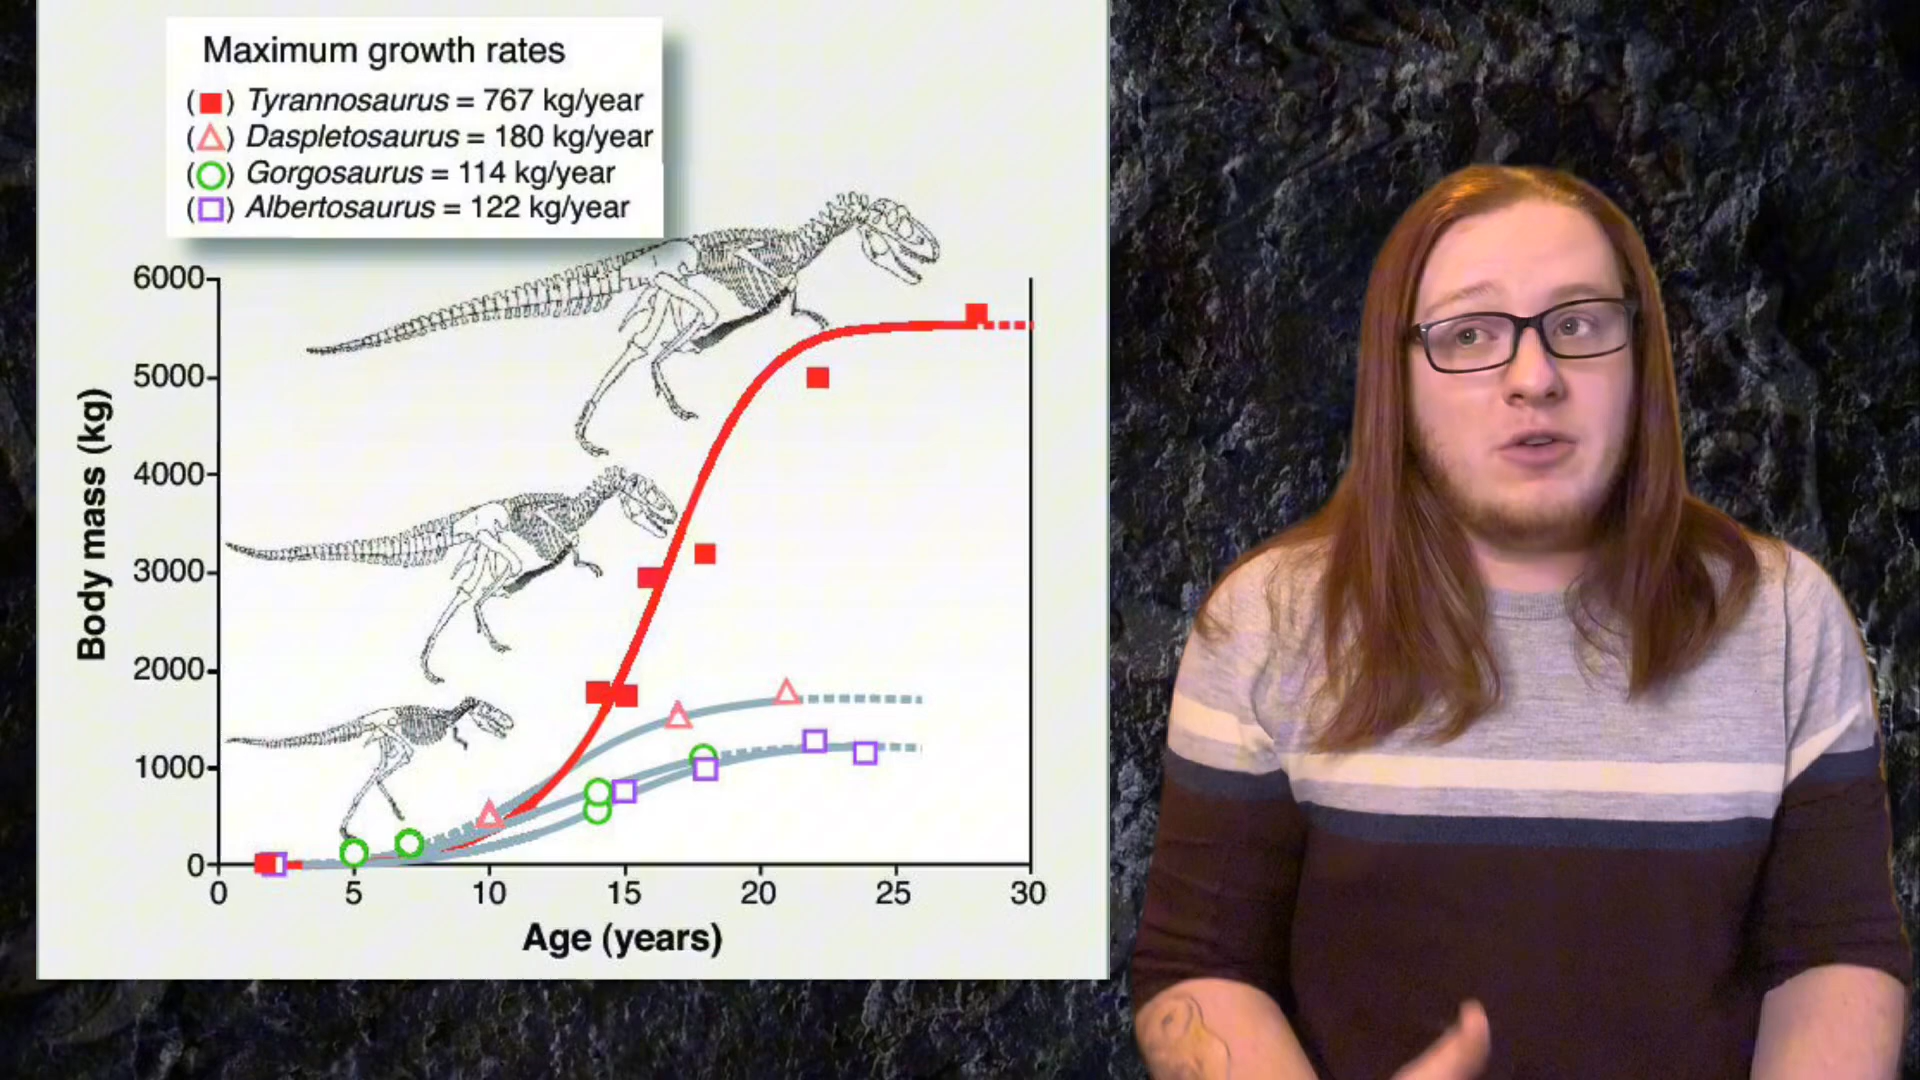 Maximum growth rates
(■) Tyrannosaurus = 767 kg/year
(△) Daspletosaurus = 180 kg/year
(○) Gorgosaurus = 114 kg/year
(□) Albertosaurus = 122 kg/year
6000
5000
4000
3000
2000
1000
0
Body mass (kg)
0 5 10 15 20 25 30
Age (years)